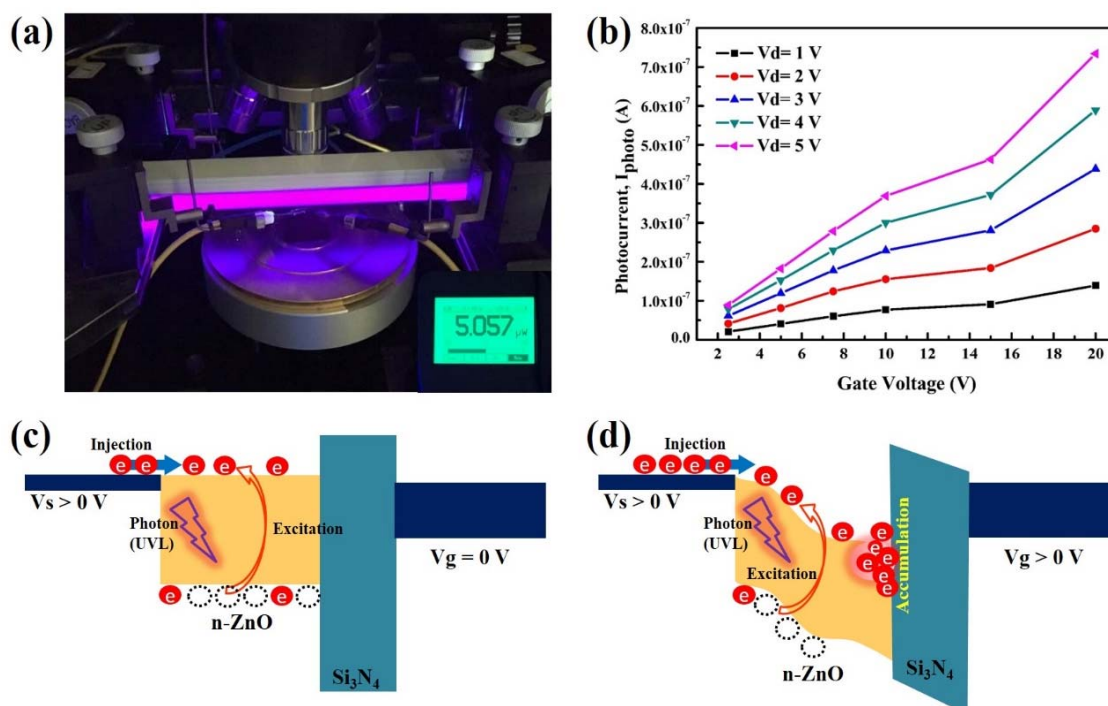 (a)
5.057 μW
(b)
8.0x10⁻⁷
7.0x10⁻⁷
6.0x10⁻⁷
5.0x10⁻⁷
4.0x10⁻⁷
3.0x10⁻⁷
2.0x10⁻⁷
1.0x10⁻⁷
0.0
Photocurrent, I_photo (A)
Vd= 1 V
Vd= 2 V
Vd= 3 V
Vd= 4 V
Vd= 5 V
2 4 6 8 10 12 14 16 18 20
Gate Voltage (V)
(c)
Injection
e e e e e
Vs > 0 V
Photon
(UVL)
Excitation
Vg = 0 V
e e
n-ZnO
Si₃N₄
(d)
Injection
e e e e e e
Vs > 0 V
Photon
(UVL)
Excitation
e e e e e e e
Accumulation
Vg > 0 V
e
n-ZnO
Si₃N₄